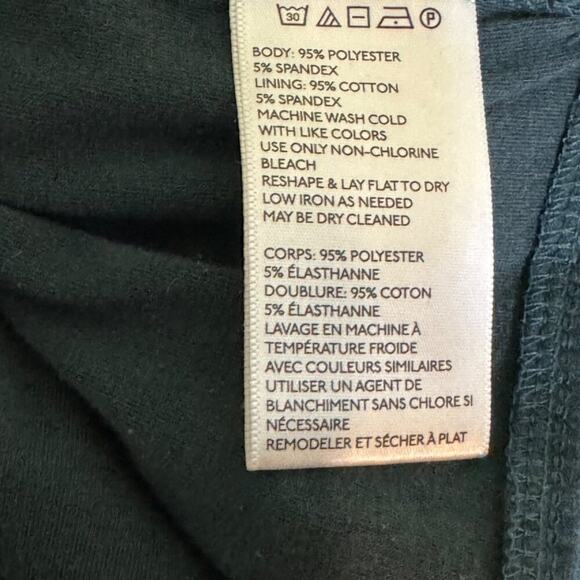 30 P
BODY: 95% POLYESTER
5% SPANDEX
LINING: 95% COTTON
5% SPANDEX
MACHINE WASH COLD
WITH LIKE COLORS
USE ONLY NON-CHLORINE
BLEACH
RESHAPE & LAY FLAT TO DRY
LOW IRON AS NEEDED
MAY BE DRY CLEANED
CORPS: 95% POLYESTER
5% ÉLASTHANNE
DOUBLURE: 95% COTON
5% ÉLASTHANNE
LAVAGE EN MACHINE À
TEMPÉRATURE FROIDE
AVEC COULEURS SIMILAIRES
UTILISER UN AGENT DE
BLANCHIMENT SANS CHLORE SI
NÉCESSAIRE
REMODELER ET SÉCHER À PLAT